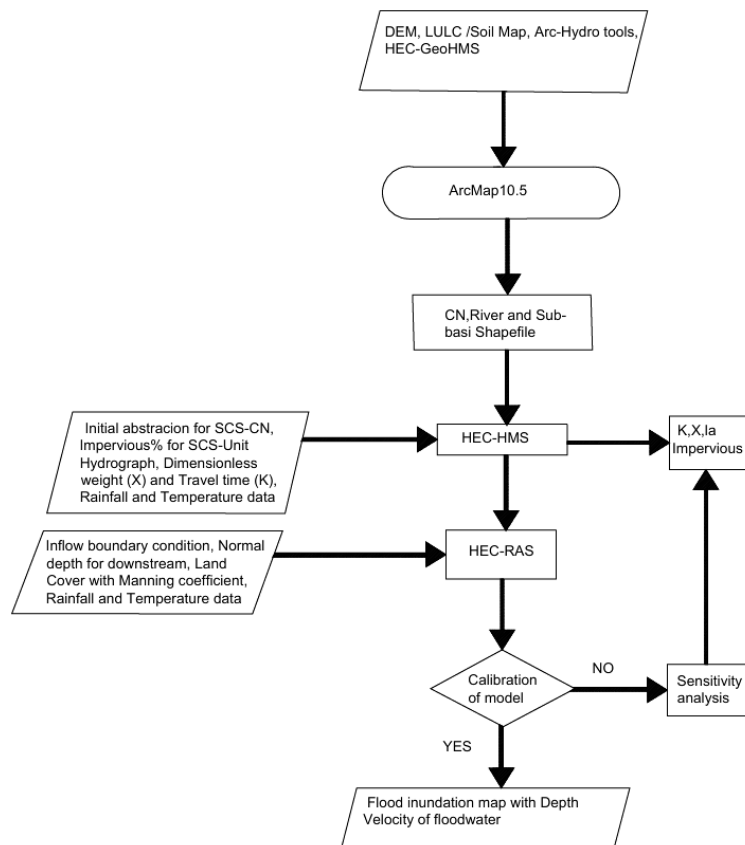 DEM, LULC /Soil Map, Arc-Hydro tools,
HEC-GeoHMS
ArcMap10.5
CN,River and Sub-
basi Shapefile
Initial abstracion for SCS-CN,
Impervious% for SCS-Unit
Hydrograph, Dimensionless
weight (X) and Travel time (K),
Rainfall and Temperature data
HEC-HMS
K,X,Ia
Impervious
Inflow boundary condition, Normal
depth for downstream, Land
Cover with Manning coefficient,
Rainfall and Temperature data
HEC-RAS
Calibration
of model
NO
Sensitivity
analysis
YES
Flood inundation map with Depth
Velocity of floodwater